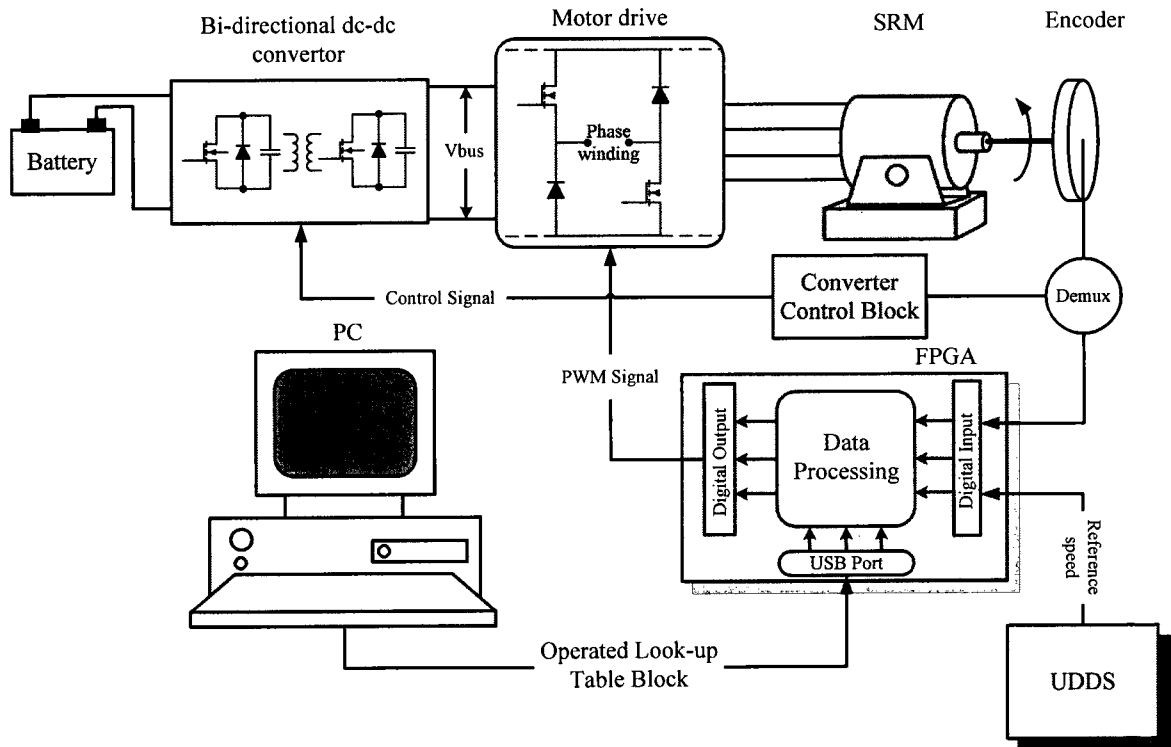 Bi-directional dc-dc
convertor
Motor drive
SRM
Encoder
Battery
Vbus
Phase
winding
Control Signal
Converter
Control Block
Demux
PC
FPGA
PWM Signal
Digital Output
Data
Processing
Digital Input
USB Port
Reference
speed
Operated Look-up
Table Block
UDDS